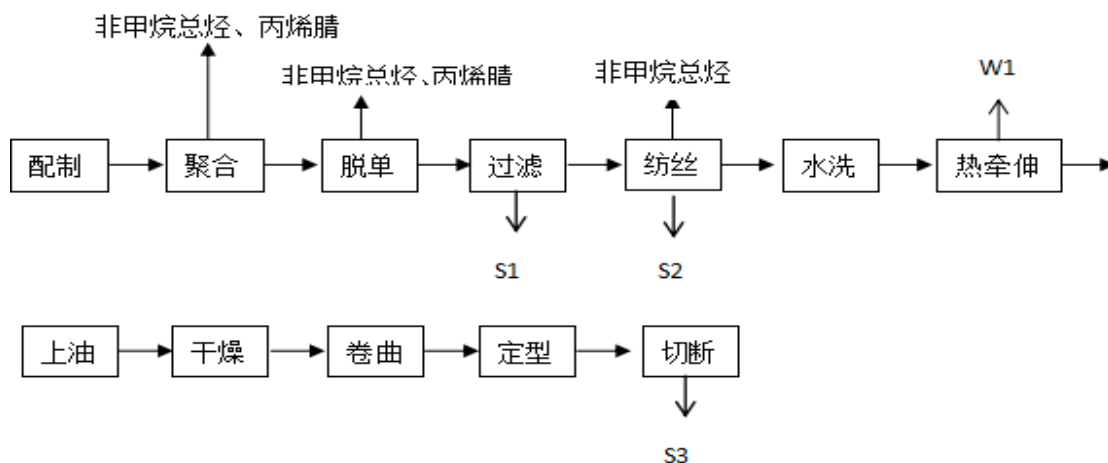 非甲烷总烃、丙烯腈
非甲烷总烃、丙烯腈
非甲烷总烃
W1
配制
聚合
脱单
过滤
纺丝
水洗
热牵伸
S1
S2
上油
干燥
卷曲
定型
切断
S3